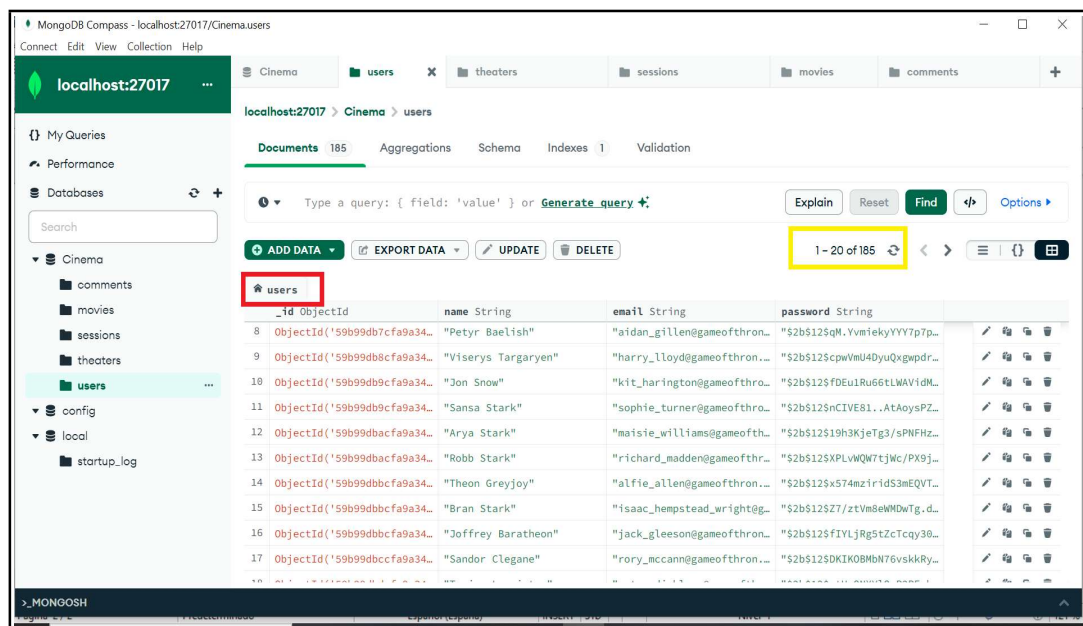 MongoDB Compass - localhost:27017/Cinema.users
Connect Edit View Collection Help
localhost:27017 ...
{} My Queries
Performance
Databases
Search
Cinema
comments
movies
sessions
theaters
users ...
config
local
startup_log
Cinema users theaters sessions movies comments
localhost:27017 > Cinema > users
Documents 185 Aggregations Schema Indexes 1 Validation
Type a query: { field: 'value' } or Generate query
Explain Reset Find </> Options
ADD DATA EXPORT DATA UPDATE DELETE
1 – 20 of 185
users
_id ObjectId name String email String password String
8 ObjectId('59b99db7cfa9a34… "Petyr Baelish" "aidan_gillen@gameofthron… "$2b$12$qM.YvmiekyYYY7p7p…
9 ObjectId('59b99db8cfa9a34… "Viserys Targaryen" "harry_lloyd@gameofthron.… "$2b$12$cpwVmU4DyuQxgwpdr…
10 ObjectId('59b99db9cfa9a34… "Jon Snow" "kit_harington@gameofthro… "$2b$12$fDEu1Ru66tLWAVidM…
11 ObjectId('59b99db9cfa9a34… "Sansa Stark" "sophie_turner@gameofthro… "$2b$12$nCIVE81..AtAoysPZ…
12 ObjectId('59b99dbacfa9a34… "Arya Stark" "maisie_williams@gameofth… "$2b$12$19h3KjeTg3/sPNFHz…
13 ObjectId('59b99dbacfa9a34… "Robb Stark" "richard_madden@gameofthr… "$2b$12$XPLvWQW7tjWc/PX9j…
14 ObjectId('59b99dbbcfa9a34… "Theon Greyjoy" "alfie_allen@gameofthron.… "$2b$12$x574mziridS3mEQVT…
15 ObjectId('59b99dbbcfa9a34… "Bran Stark" "isaac_hempstead_wright@g… "$2b$12$Z7/ztVm8eWMDwTg.d…
16 ObjectId('59b99dbccfa9a34… "Joffrey Baratheon" "jack_gleeson@gameofthron… "$2b$12$fIYLjRg5tZcTcqy30…
17 ObjectId('59b99dbccfa9a34… "Sandor Clegane" "rory_mccann@gameofthron.… "$2b$12$DKIKOBMbN76vskkRy…
>_MONGOSH